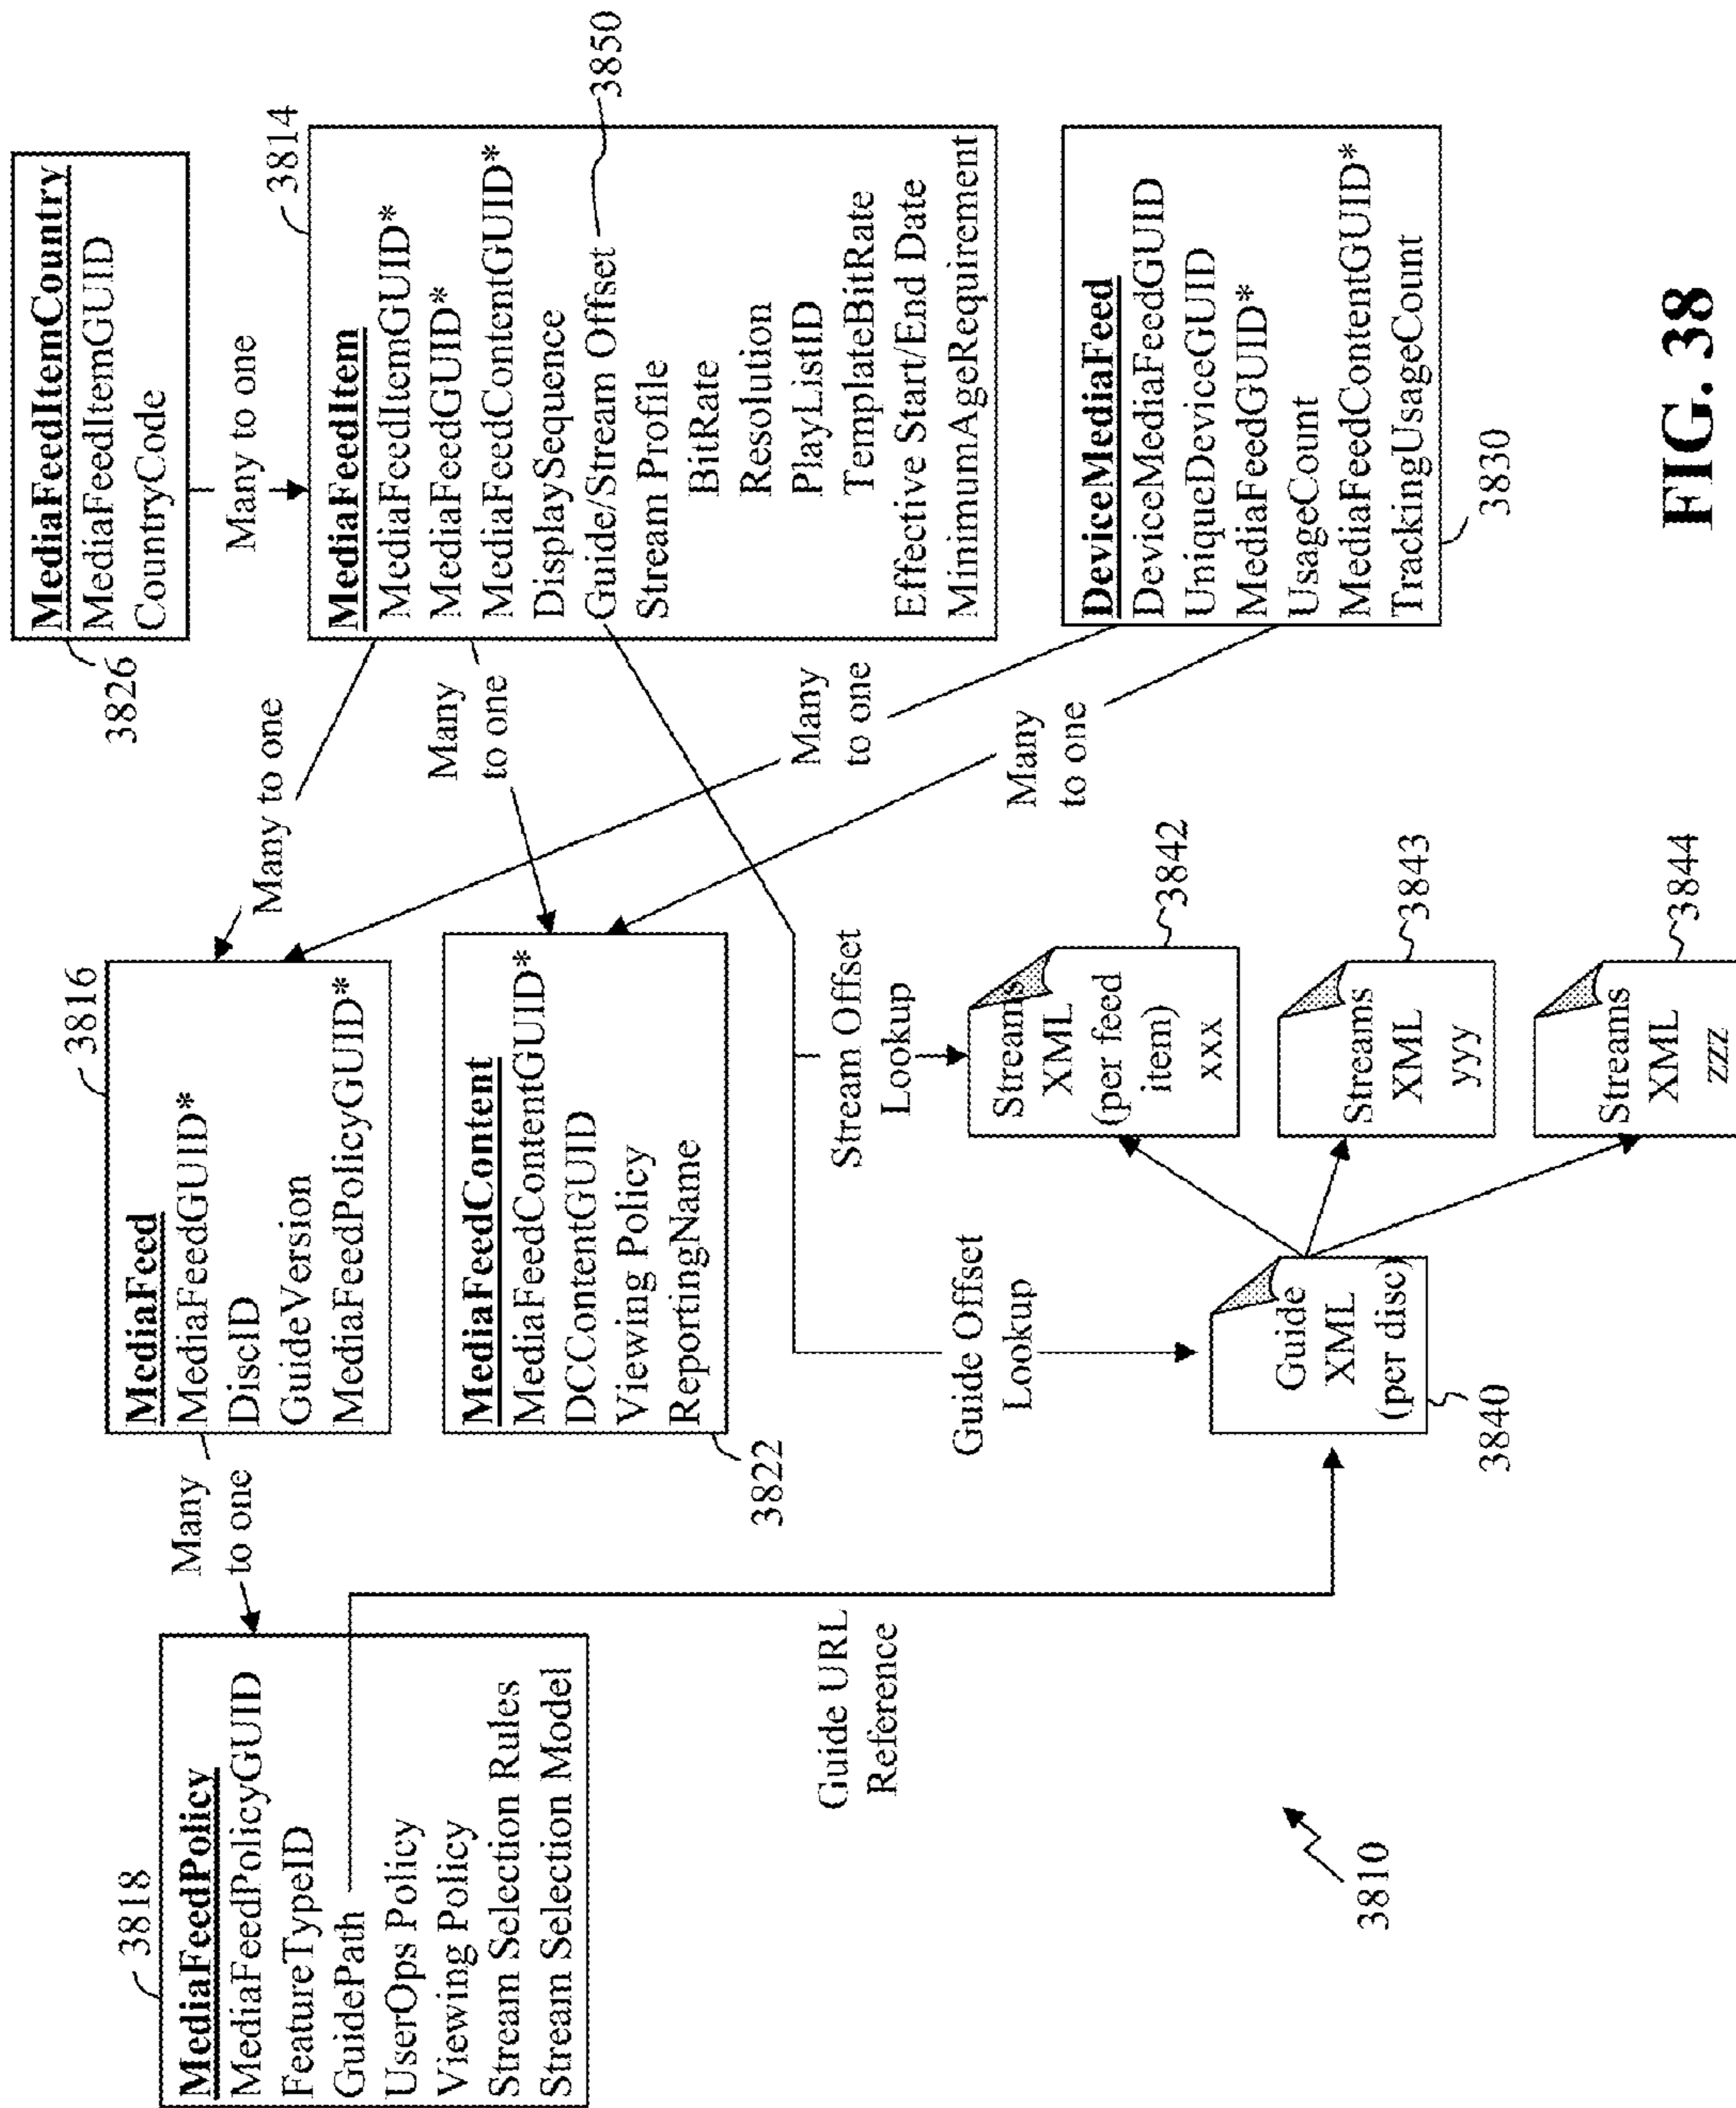 3818
MediaFeedPolicy
MediaFeedPolicyGUID
FeatureTypeID
GuidePath
UserOps Policy
Viewing Policy
Stream Selection Rules
Stream Selection Model
Many
to one
3816
MediaFeed
MediaFeedGUID*
DiscID
GuideVersion
MediaFeedPolicyGUID*
MediaFeedContent
MediaFeedContentGUID*
DCContentGUID
Viewing Policy
ReportingName
3822
Many to one
Many
to one
3826
MediaFeedItemCountry
MediaFeedItemGUID
CountryCode
Many to one
3814
MediaFeedItem
MediaFeedItemGUID*
MediaFeedGUID*
MediaFeedContentGUID*
DisplaySequence
Guide/Stream Offset
3850
Stream Profile
BitRate
Resolution
PlayListID
TemplateBitRate
Effective Start/End Date
MinimumAgeRequirement
Many
to one
Many
to one
DeviceMediaFeed
DeviceMediaFeedGUID
UniqueDeviceGUID
MediaFeedGUID*
UsageCount
MediaFeedContentGUID*
TrackingUsageCount
3830
Guide URL
Reference
Guide Offset
Lookup
Stream Offset
Lookup
Guide
XML
(per disc)
3840
Streams
XML
(per feed
item)
xxx
3842
Streams
XML
yyy
3843
Streams
XML
zzz
3844
3810
FIG. 38